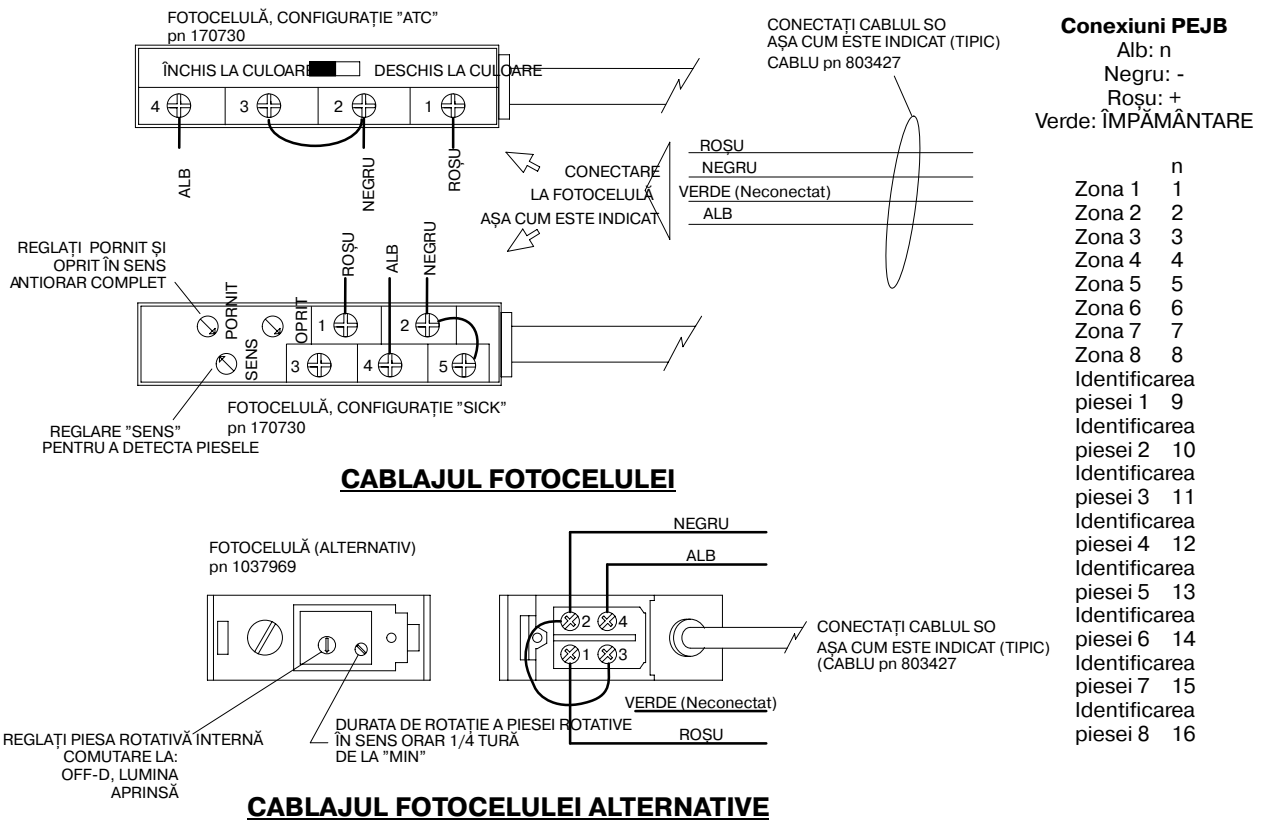 FOTOCELULĂ, CONFIGURAȚIE "ATC"
pn 170730
ÎNCHIS LA CULOARE
DESCHIS LA CULOARE
4
3
2
1
ALB
NEGRU
ROȘU
CONECTAȚI CABLUL SO
AȘA CUM ESTE INDICAT (TIPIC)
CABLU pn 803427
CONECTARE
LA FOTOCELULĂ
AȘA CUM ESTE INDICAT
ROȘU
NEGRU
VERDE (Neconectat)
ALB
REGLAȚI PORNIT ȘI
OPRIT ÎN SENS
ANTIORAR COMPLET
ROȘU
ALB
NEGRU
PORNIT
OPRIT
SENS
1
2
3
4
5
FOTOCELULĂ, CONFIGURAȚIE "SICK"
pn 170730
REGLARE "SENS"
PENTRU A DETECTA PIESELE
CABLAJUL FOTOCELULEI
FOTOCELULĂ (ALTERNATIV)
pn 1037969
NEGRU
ALB
2
4
1
3
CONECTAȚI CABLUL SO
AȘA CUM ESTE INDICAT (TIPIC)
(CABLU pn 803427
VERDE (Neconectat)
ROȘU
REGLAȚI PIESA ROTATIVĂ INTERNĂ
COMUTARE LA:
OFF-D, LUMINA
APRINSĂ
DURATA DE ROTAȚIE A PIESEI ROTATIVE
ÎN SENS ORAR 1/4 TURĂ
DE LA "MIN"
CABLAJUL FOTOCELULEI ALTERNATIVE
Conexiuni PEJB
Alb: n
Negru: -
Roșu: +
Verde: ÎMPĂMÂNTARE
n
Zona 1 1
Zona 2 2
Zona 3 3
Zona 4 4
Zona 5 5
Zona 6 6
Zona 7 7
Zona 8 8
Identificarea
piesei 1 9
Identificarea
piesei 2 10
Identificarea
piesei 3 11
Identificarea
piesei 4 12
Identificarea
piesei 5 13
Identificarea
piesei 6 14
Identificarea
piesei 7 15
Identificarea
piesei 8 16